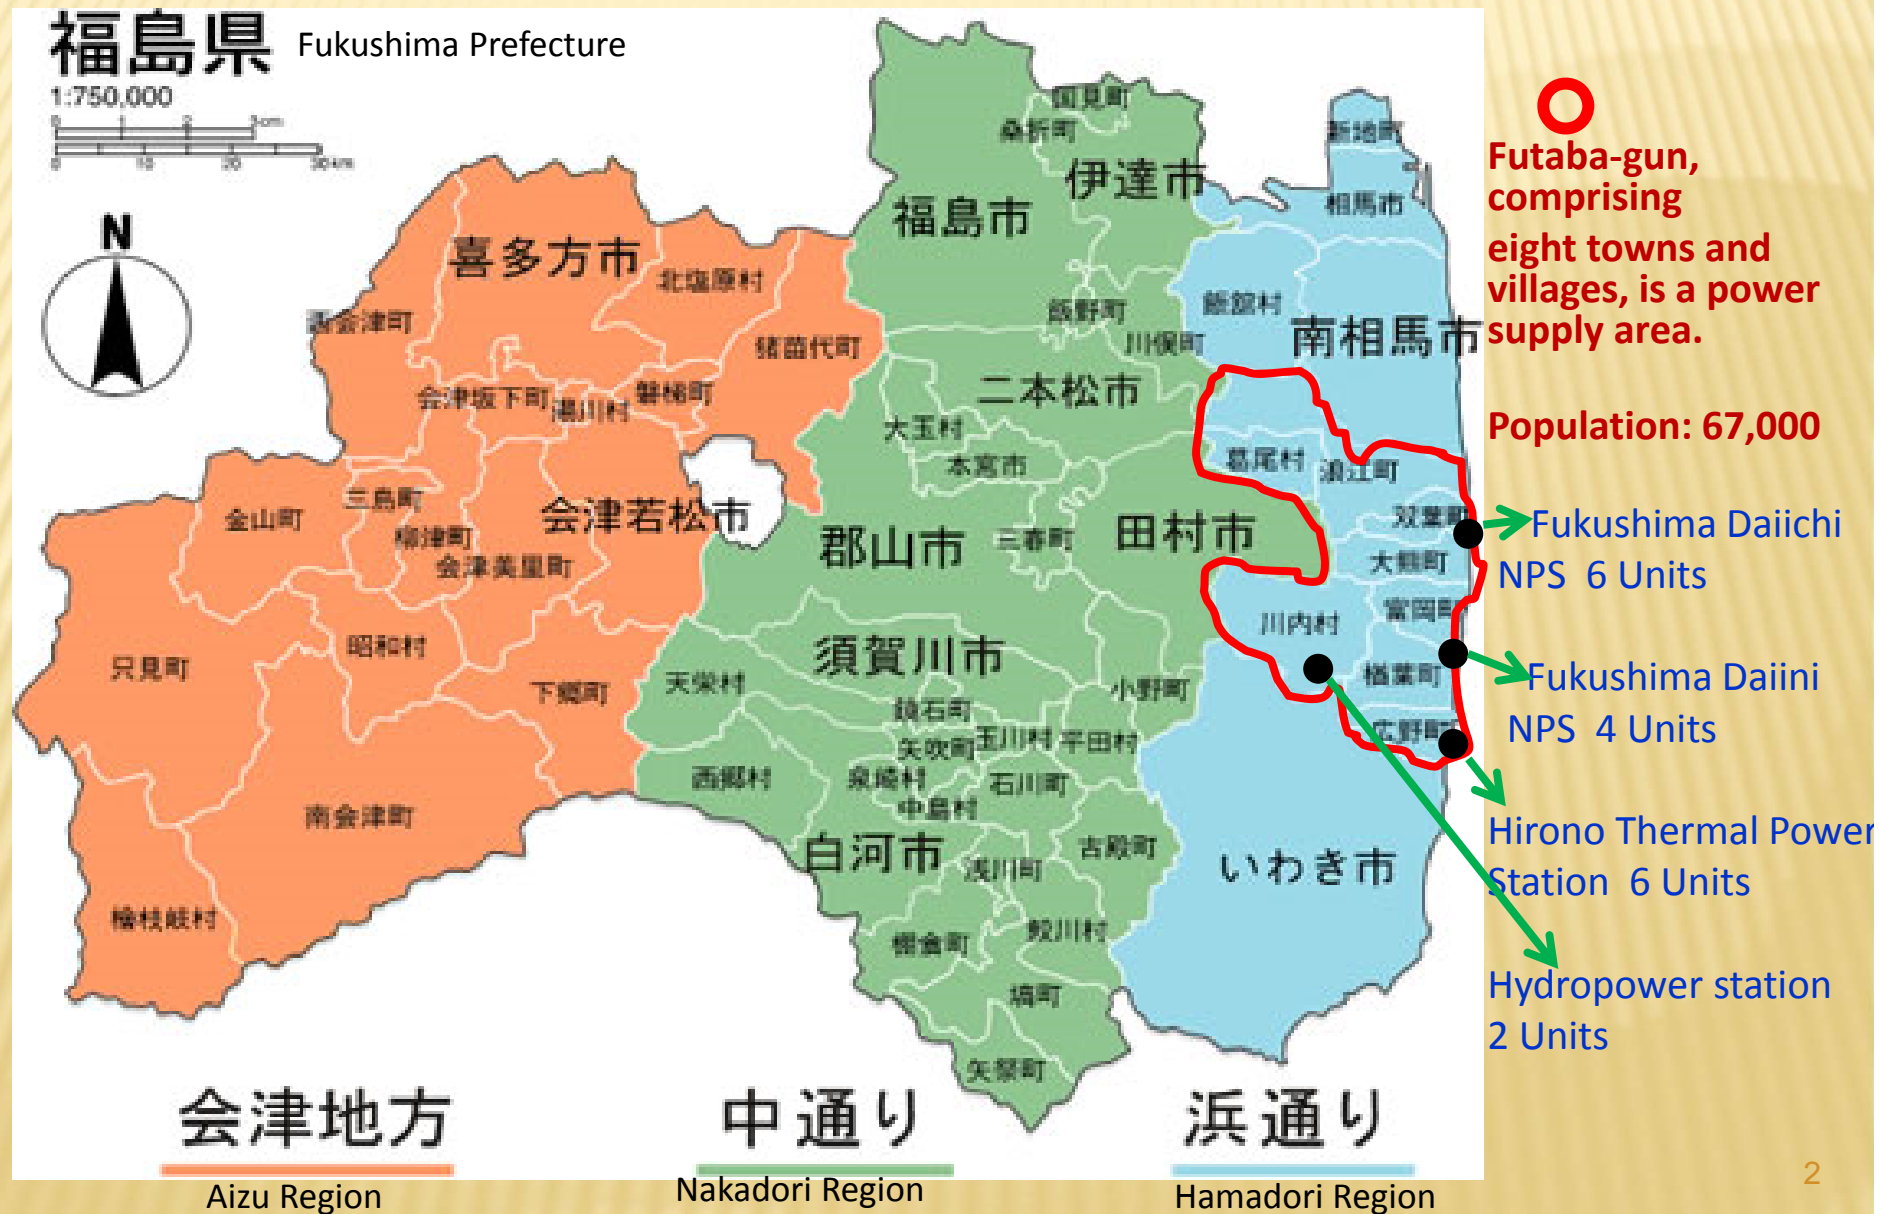 福島県 Fukushima Prefecture
1:750,000
0 1 2 3cm
0 10 20 30km
N
国見町
桑折町
新地町
伊達市
相馬市
福島市
喜多方市
北塩原村
飯舘村
飯野町
西会津町
南相馬市
猪苗代町
川俣町
二本松市
磐梯町
会津坂下町
湯川村
大玉村
葛尾村
浪江町
本宮市
三島町
金山町
会津若松市
双葉町
柳津町
郡山市
三春町
田村市
会津美里町
大熊町
富岡町
川内村
昭和村
須賀川市
只見町
天栄村
楢葉町
下郷町
小野町
鏡石町
広野町
矢吹町
玉川村
平田村
西郷村
泉崎村
石川町
中島村
南会津町
白河市
古殿町
浅川町
いわき市
檜枝岐村
鮫川村
棚倉町
塙町
矢祭町
Futaba-gun,
comprising
eight towns and
villages, is a power
supply area.
Population: 67,000
Fukushima Daiichi
NPS 6 Units
Fukushima Daiini
NPS 4 Units
Hirono Thermal Power
Station 6 Units
Hydropower station
2 Units
会津地方
中通り
浜通り
Aizu Region
Nakadori Region
Hamadori Region
2